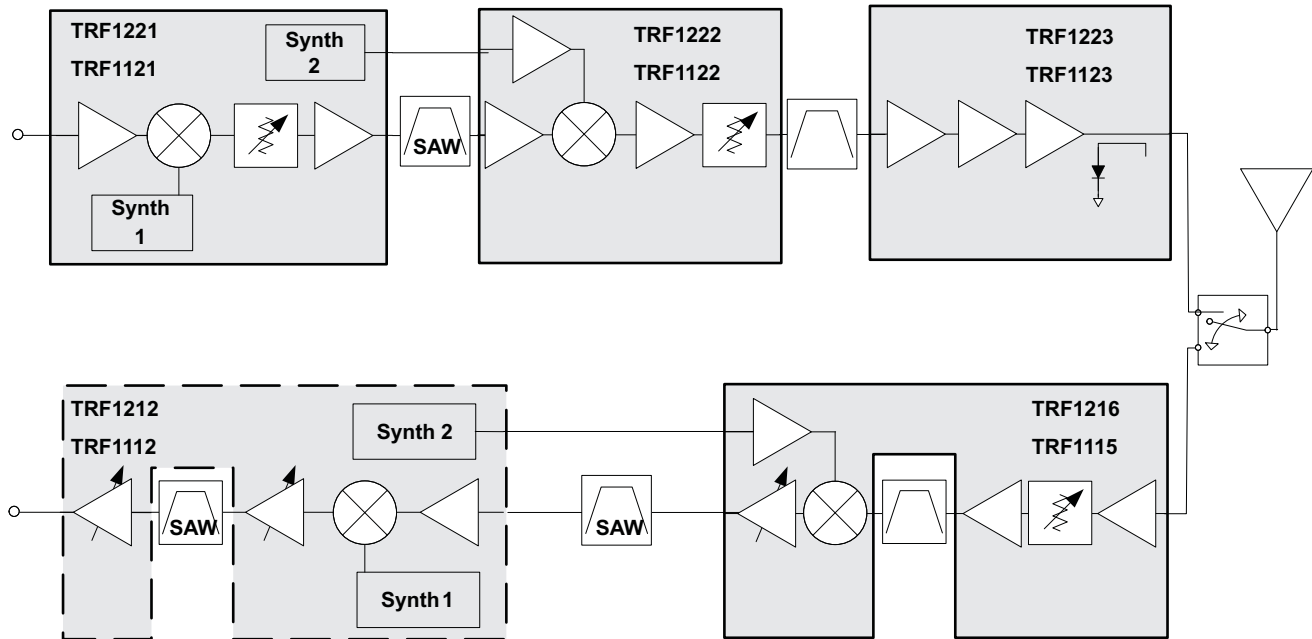 TRF1221
TRF1121
Synth
2
TRF1222
TRF1122
TRF1223
TRF1123
SAW
Synth
1
TRF1212
TRF1112
Synth 2
TRF1216
TRF1115
SAW
SAW
Synth 1